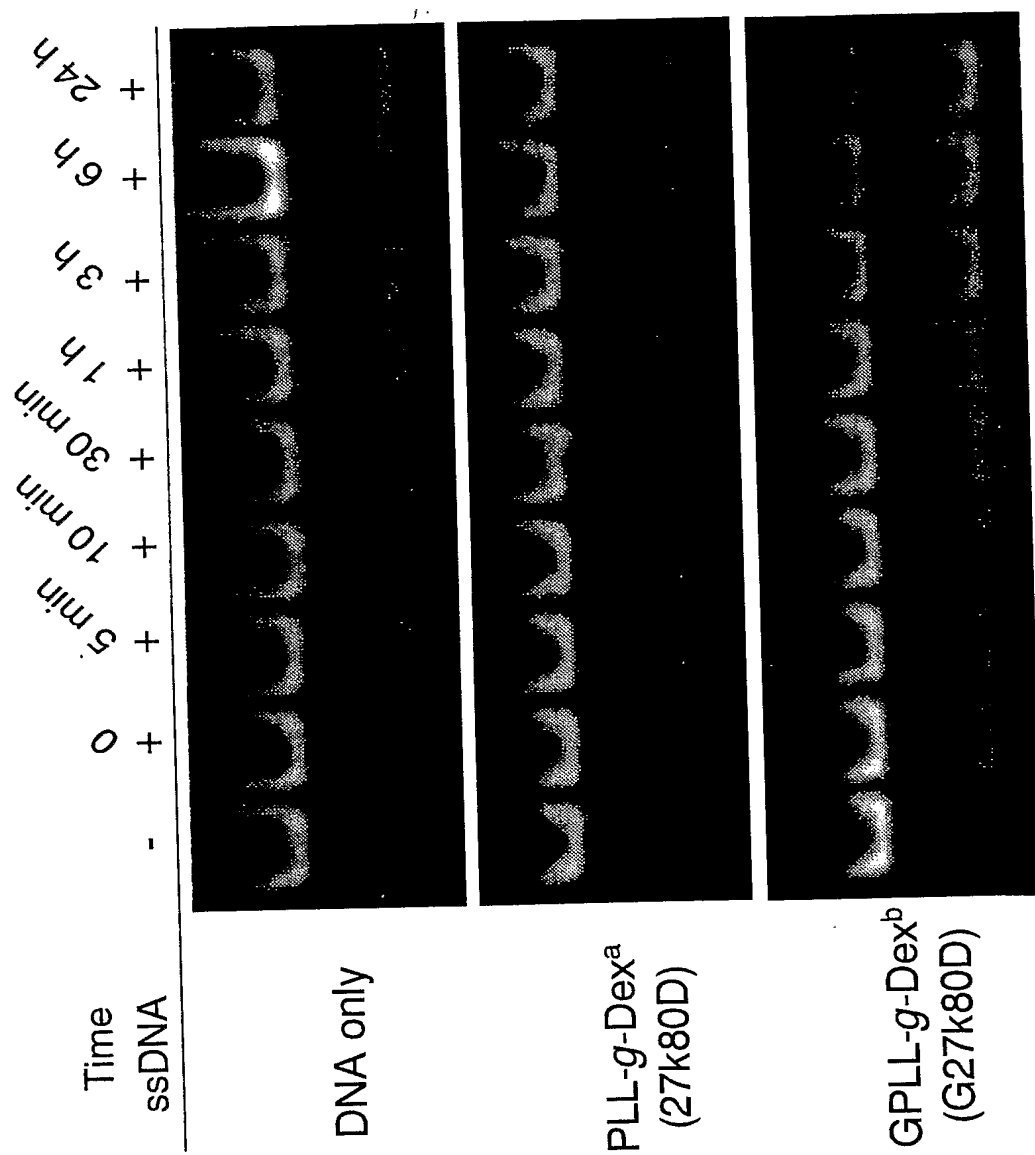 Time 0 5 min 10 min 30 min 1 h 3 h 6 h 24 h
ssDNA - + + + + + + + +
DNA only
PLL-g-Dexᵃ
(27k80D)
GPLL-g-Dexᵇ
(G27k80D)